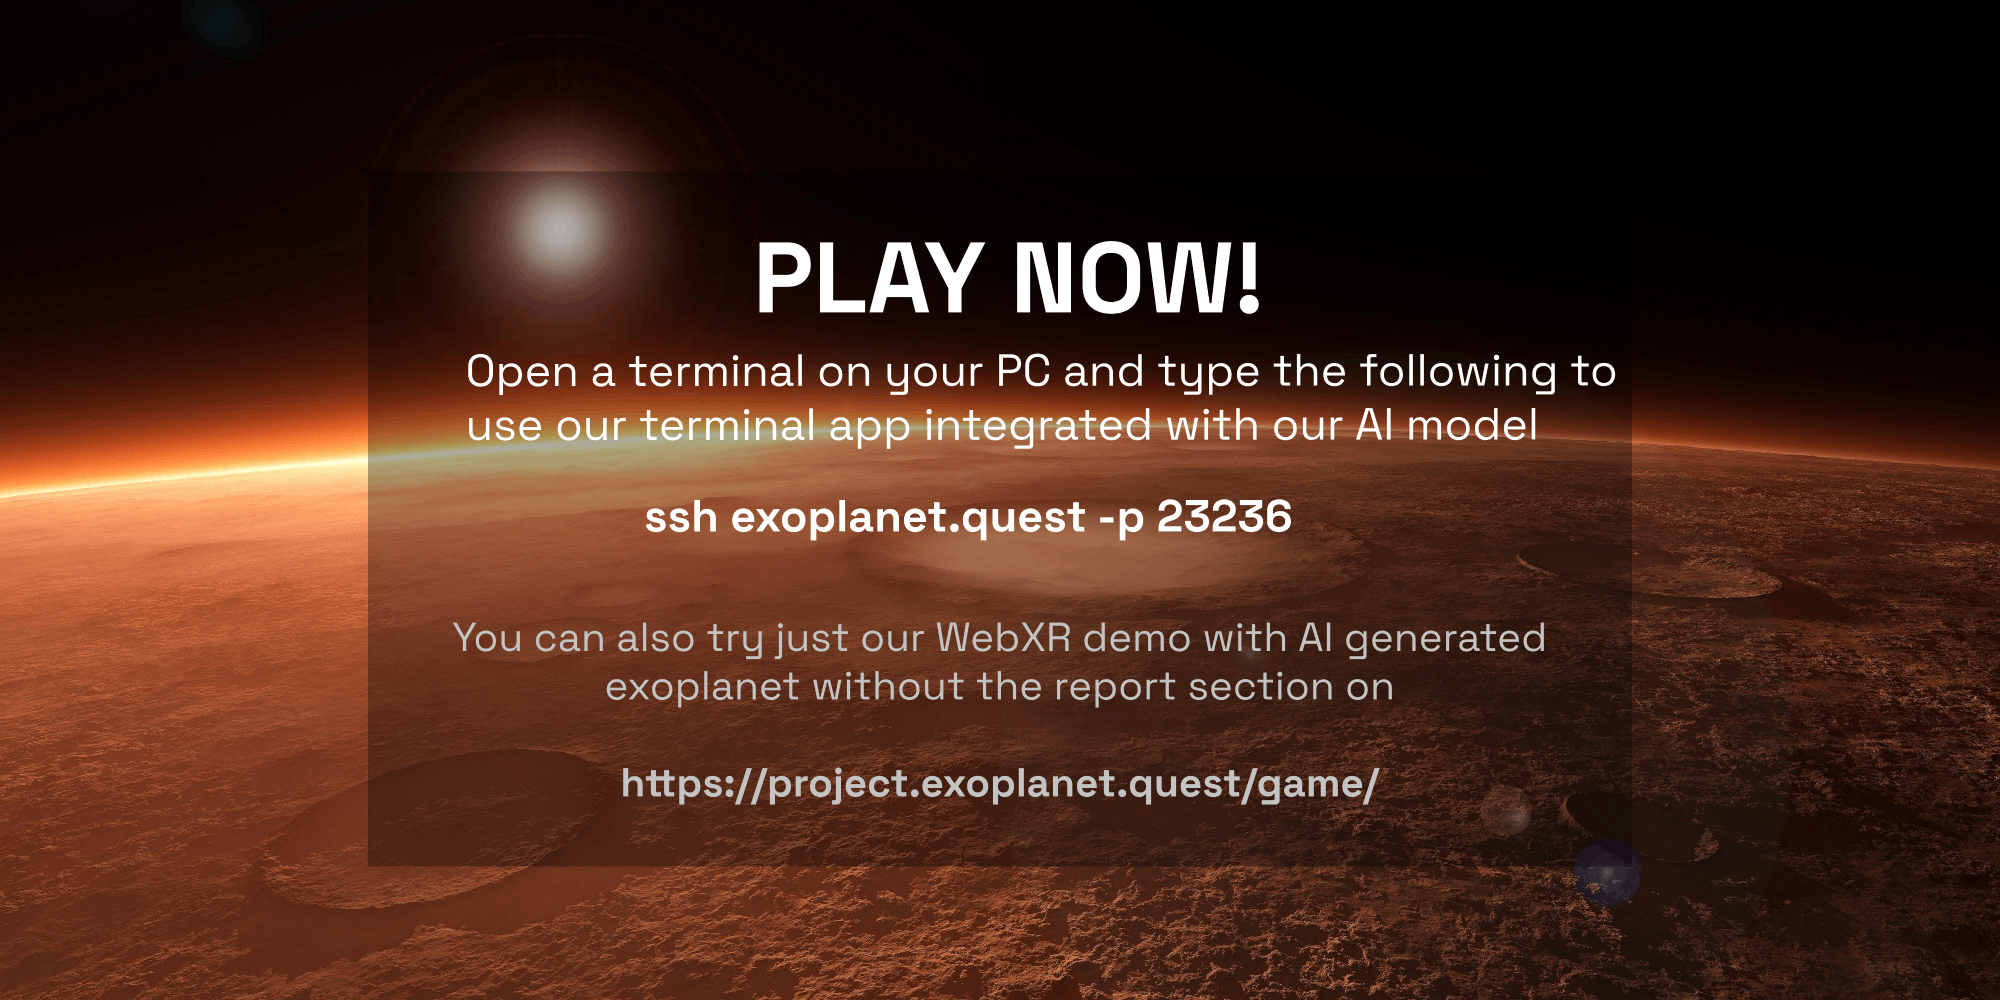 PLAY NOW!
Open a terminal on your PC and type the following to
use our terminal app integrated with our AI model
ssh exoplanet.quest -p 23236
You can also try just our WebXR demo with AI generated
exoplanet without the report section on
https://project.exoplanet.quest/game/